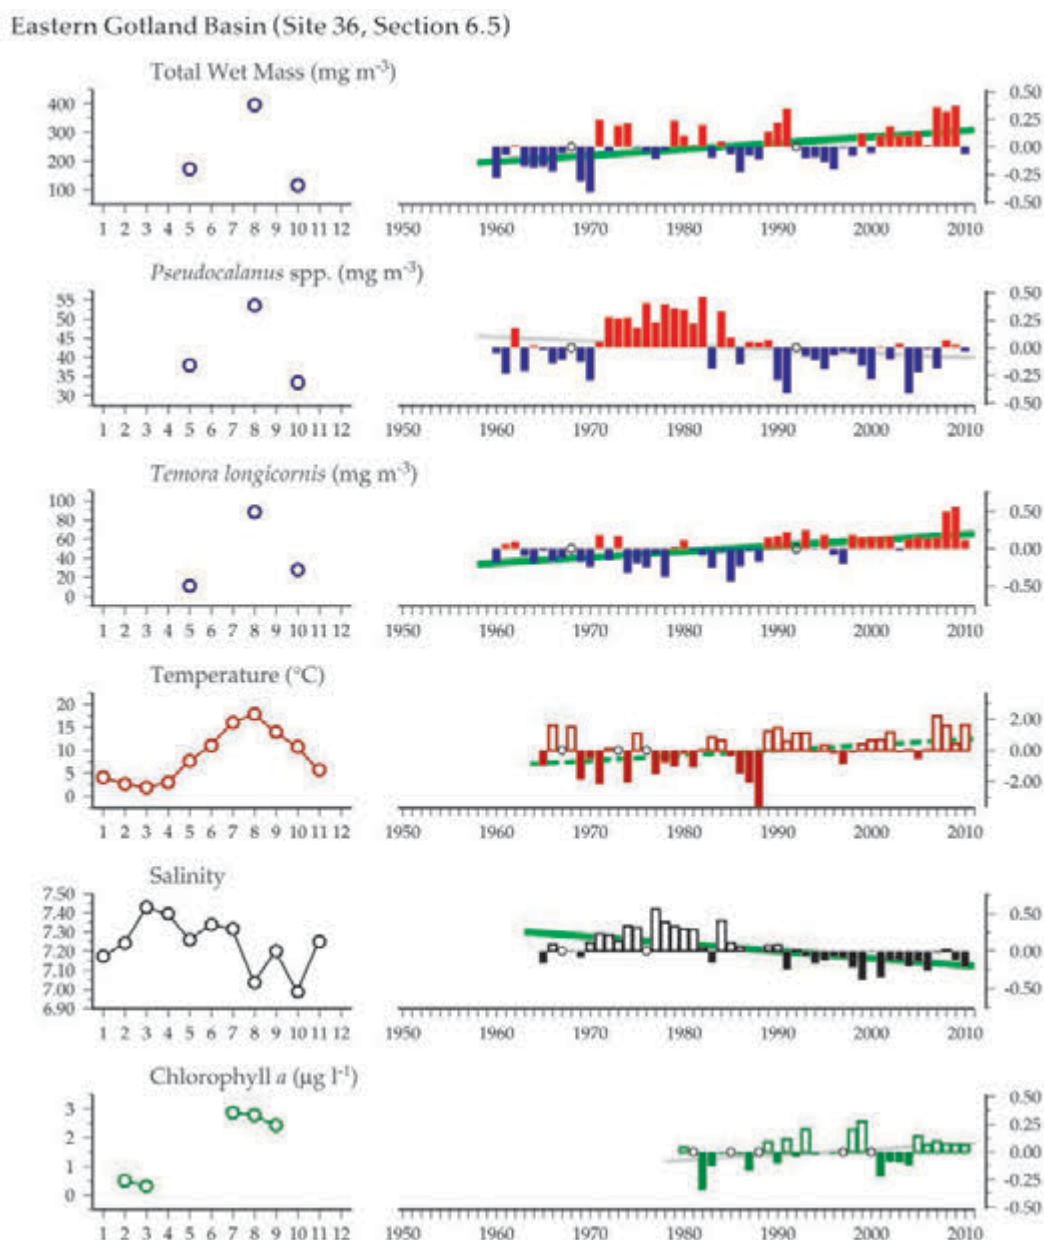 Eastern Gotland Basin (Site 36, Section 6.5)
Total Wet Mass (mg m⁻³)
400
300
200
100
0.50
0.25
0.00
-0.25
-0.50
1 2 3 4 5 6 7 8 9 10 11 12
1950 1960 1970 1980 1990 2000 2010
Pseudocalanus spp. (mg m⁻³)
55
50
45
40
35
30
0.50
0.25
0.00
-0.25
-0.50
1 2 3 4 5 6 7 8 9 10 11 12
1950 1960 1970 1980 1990 2000 2010
Temora longicornis (mg m⁻³)
100
80
60
40
20
0
0.50
0.00
-0.50
1 2 3 4 5 6 7 8 9 10 11 12
1950 1960 1970 1980 1990 2000 2010
Temperature (°C)
20
15
10
5
0
2.00
0.00
-2.00
1 2 3 4 5 6 7 8 9 10 11 12
1950 1960 1970 1980 1990 2000 2010
Salinity
7.50
7.40
7.30
7.20
7.10
7.00
6.90
0.50
0.00
-0.50
1 2 3 4 5 6 7 8 9 10 11 12
1950 1960 1970 1980 1990 2000 2010
Chlorophyll a (µg l⁻¹)
3
2
1
0
0.50
0.25
0.00
-0.25
-0.50
1 2 3 4 5 6 7 8 9 10 11 12
1950 1960 1970 1980 1990 2000 2010